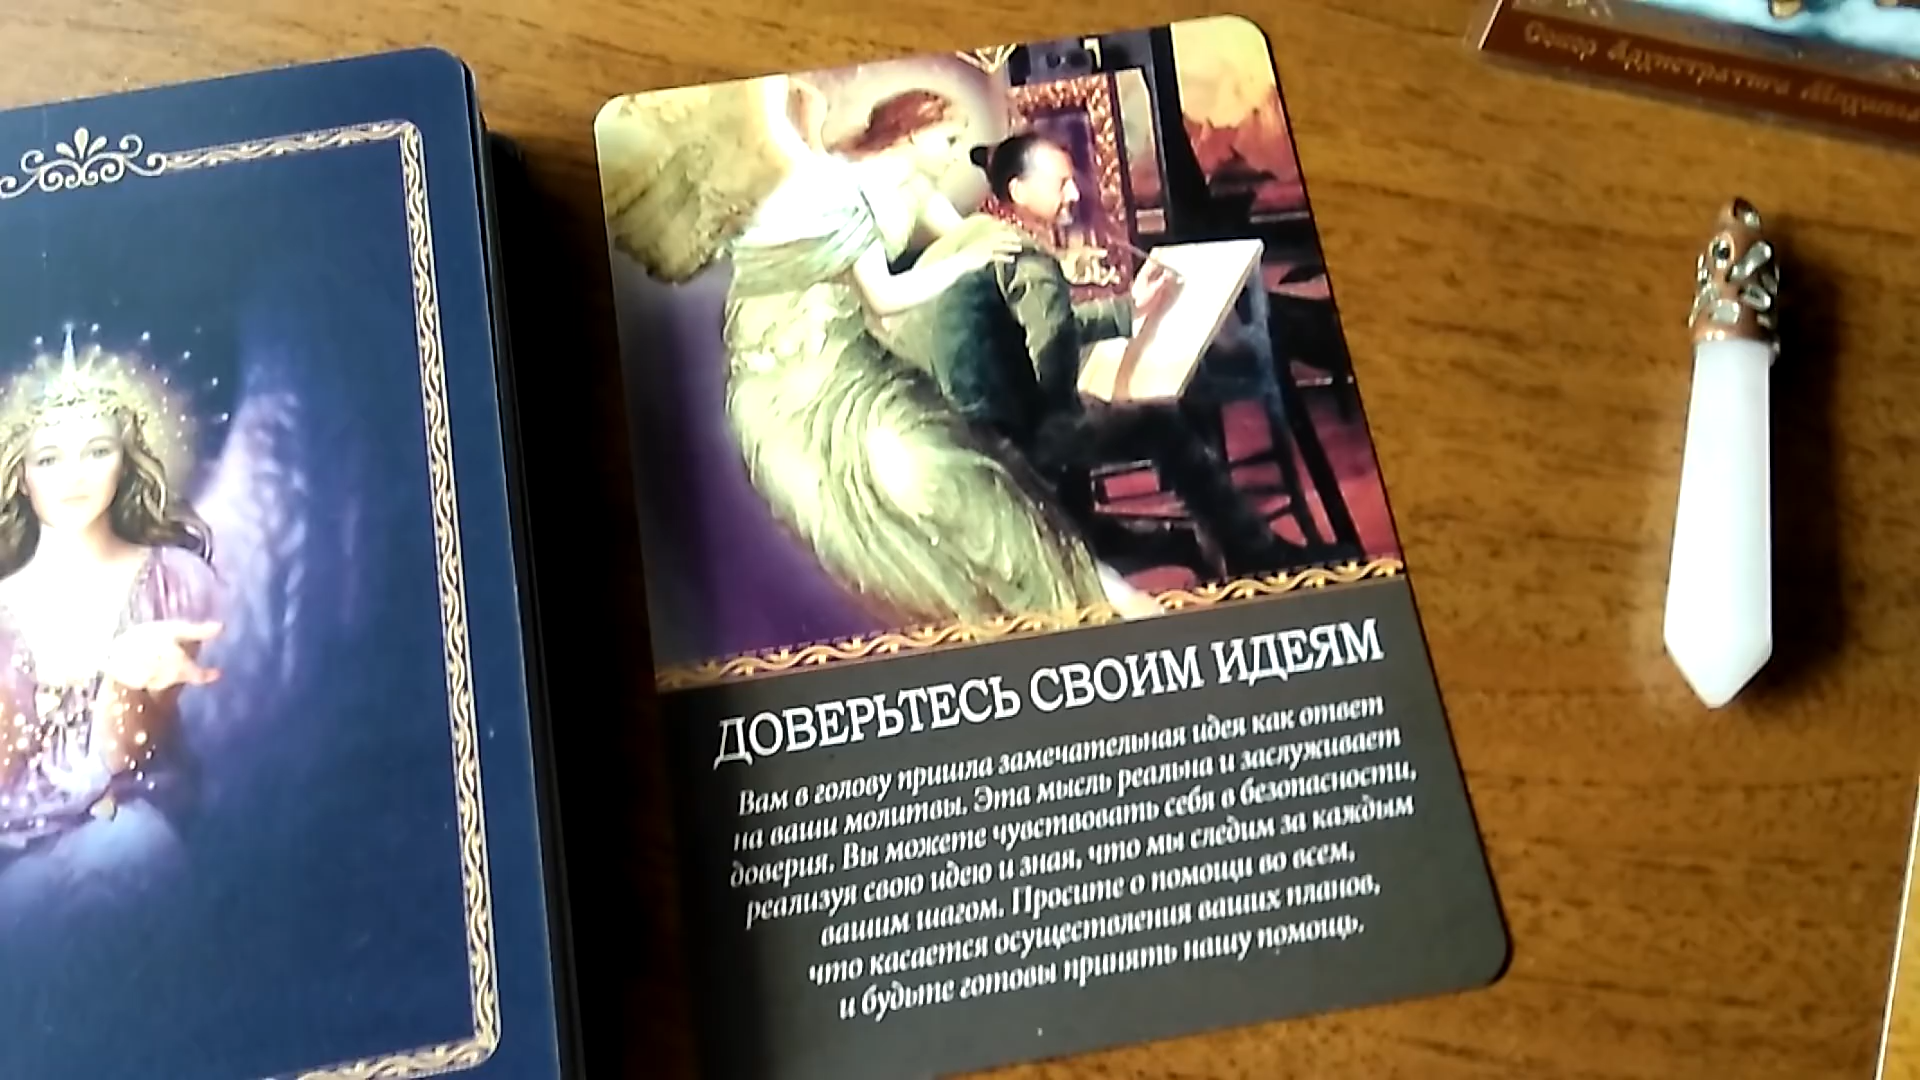 ДОВЕРЬТЕСЬ СВОИМ ИДЕЯМ
Вам в голову пришла замечательная идея как ответ
на ваши молитвы. Эта мысль реальна и заслуживает
доверия. Вы можете чувствовать себя в безопасности,
реализуя свою идею и зная, что мы следим за каждым
вашим шагом. Просите о помощи во всем,
что касается осуществления ваших планов,
и будьте готовы принять нашу помощь.